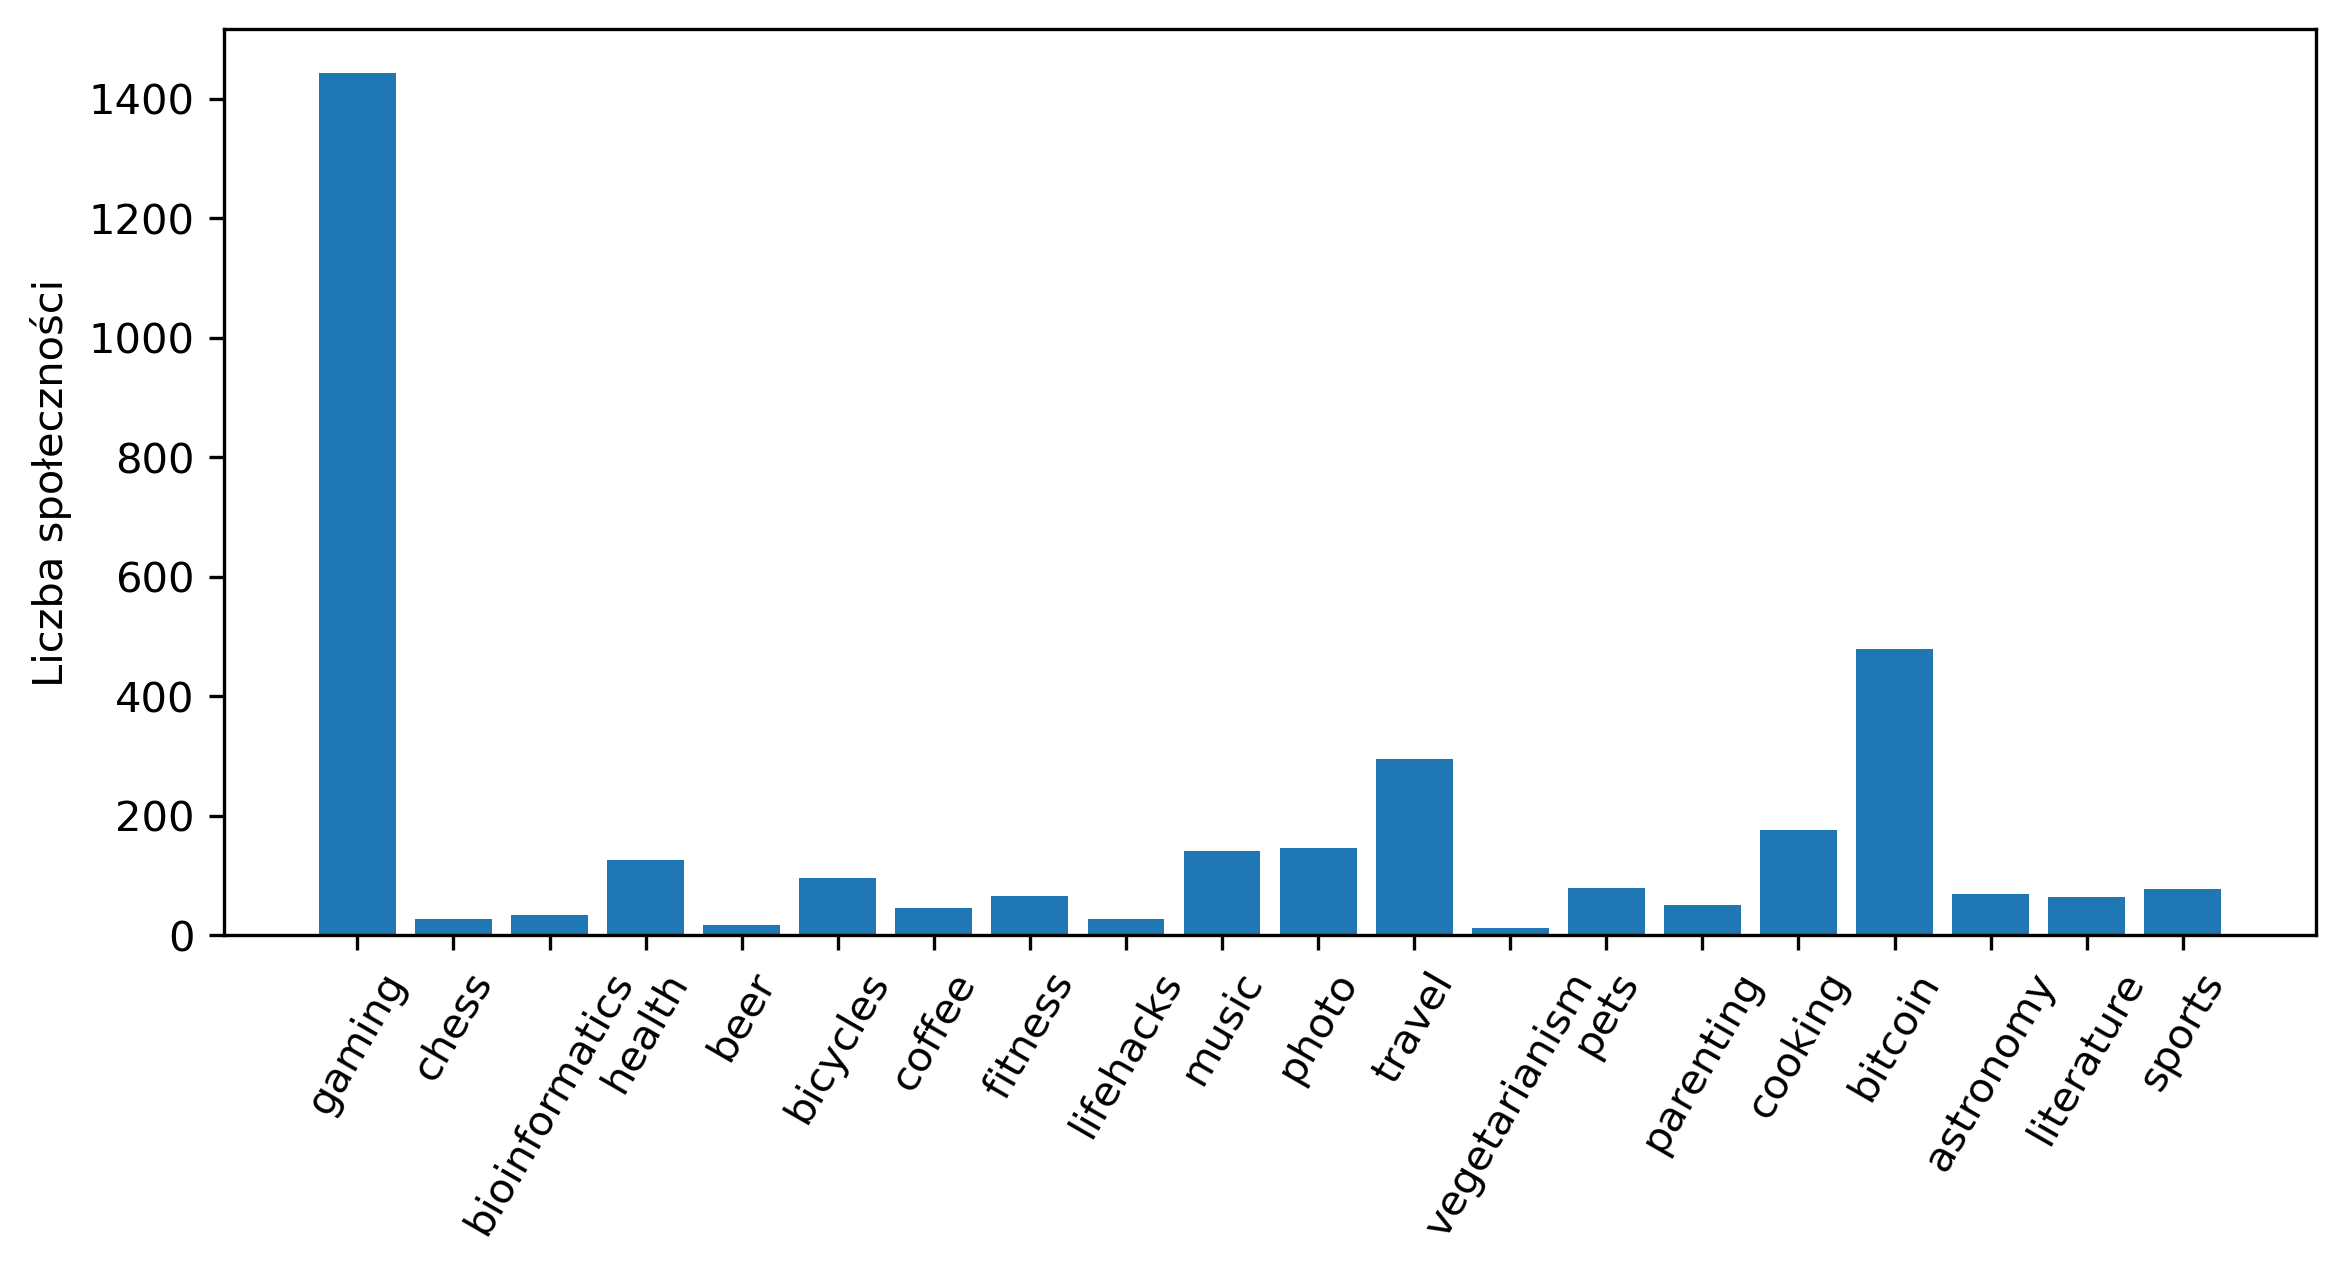 Liczba społeczności
1400
1200
1000
800
600
400
200
0
gaming
chess
bioinformatics
health
beer
bicycles
coffee
fitness
lifehacks
music
photo
travel
vegetarianism
pets
parenting
cooking
bitcoin
astronomy
literature
sports